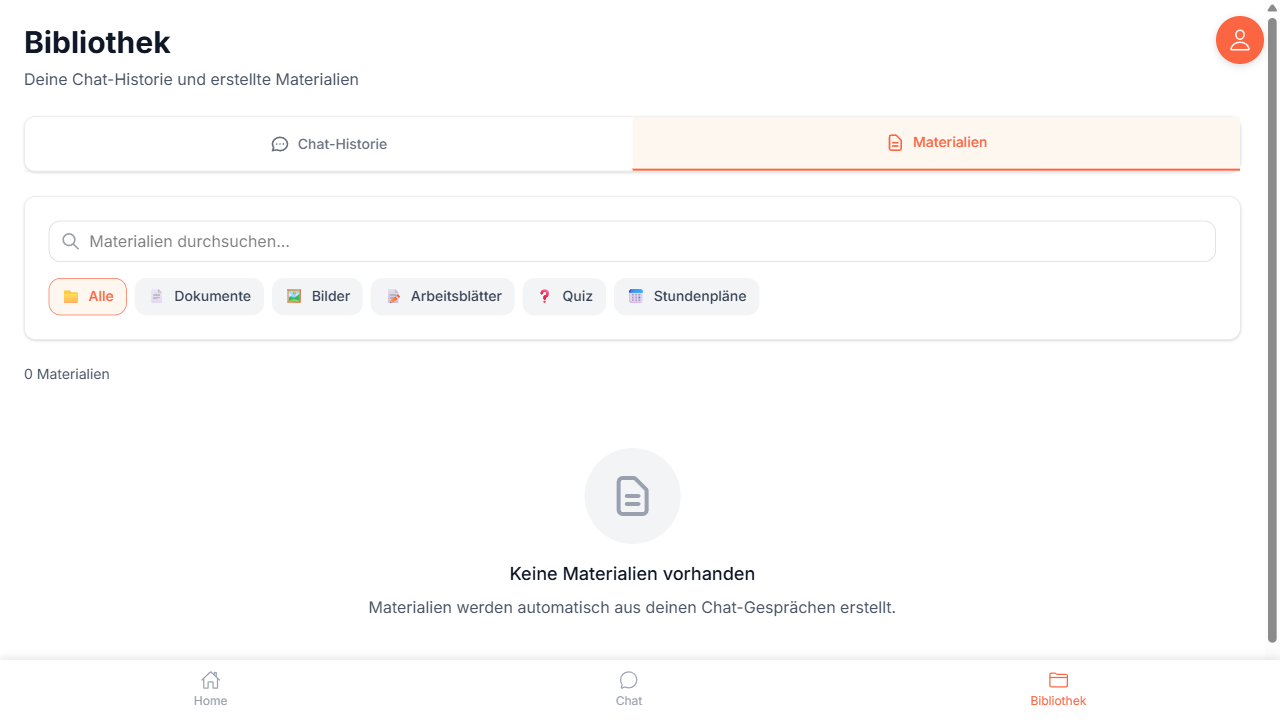 Bibliothek
Deine Chat-Historie und erstellte Materialien
Chat-Historie
Materialien
Materialien durchsuchen...
Alle
Dokumente
Bilder
Arbeitsblätter
Quiz
Stundenpläne
0 Materialien
Keine Materialien vorhanden
Materialien werden automatisch aus deinen Chat-Gesprächen erstellt.
Home
Chat
Bibliothek